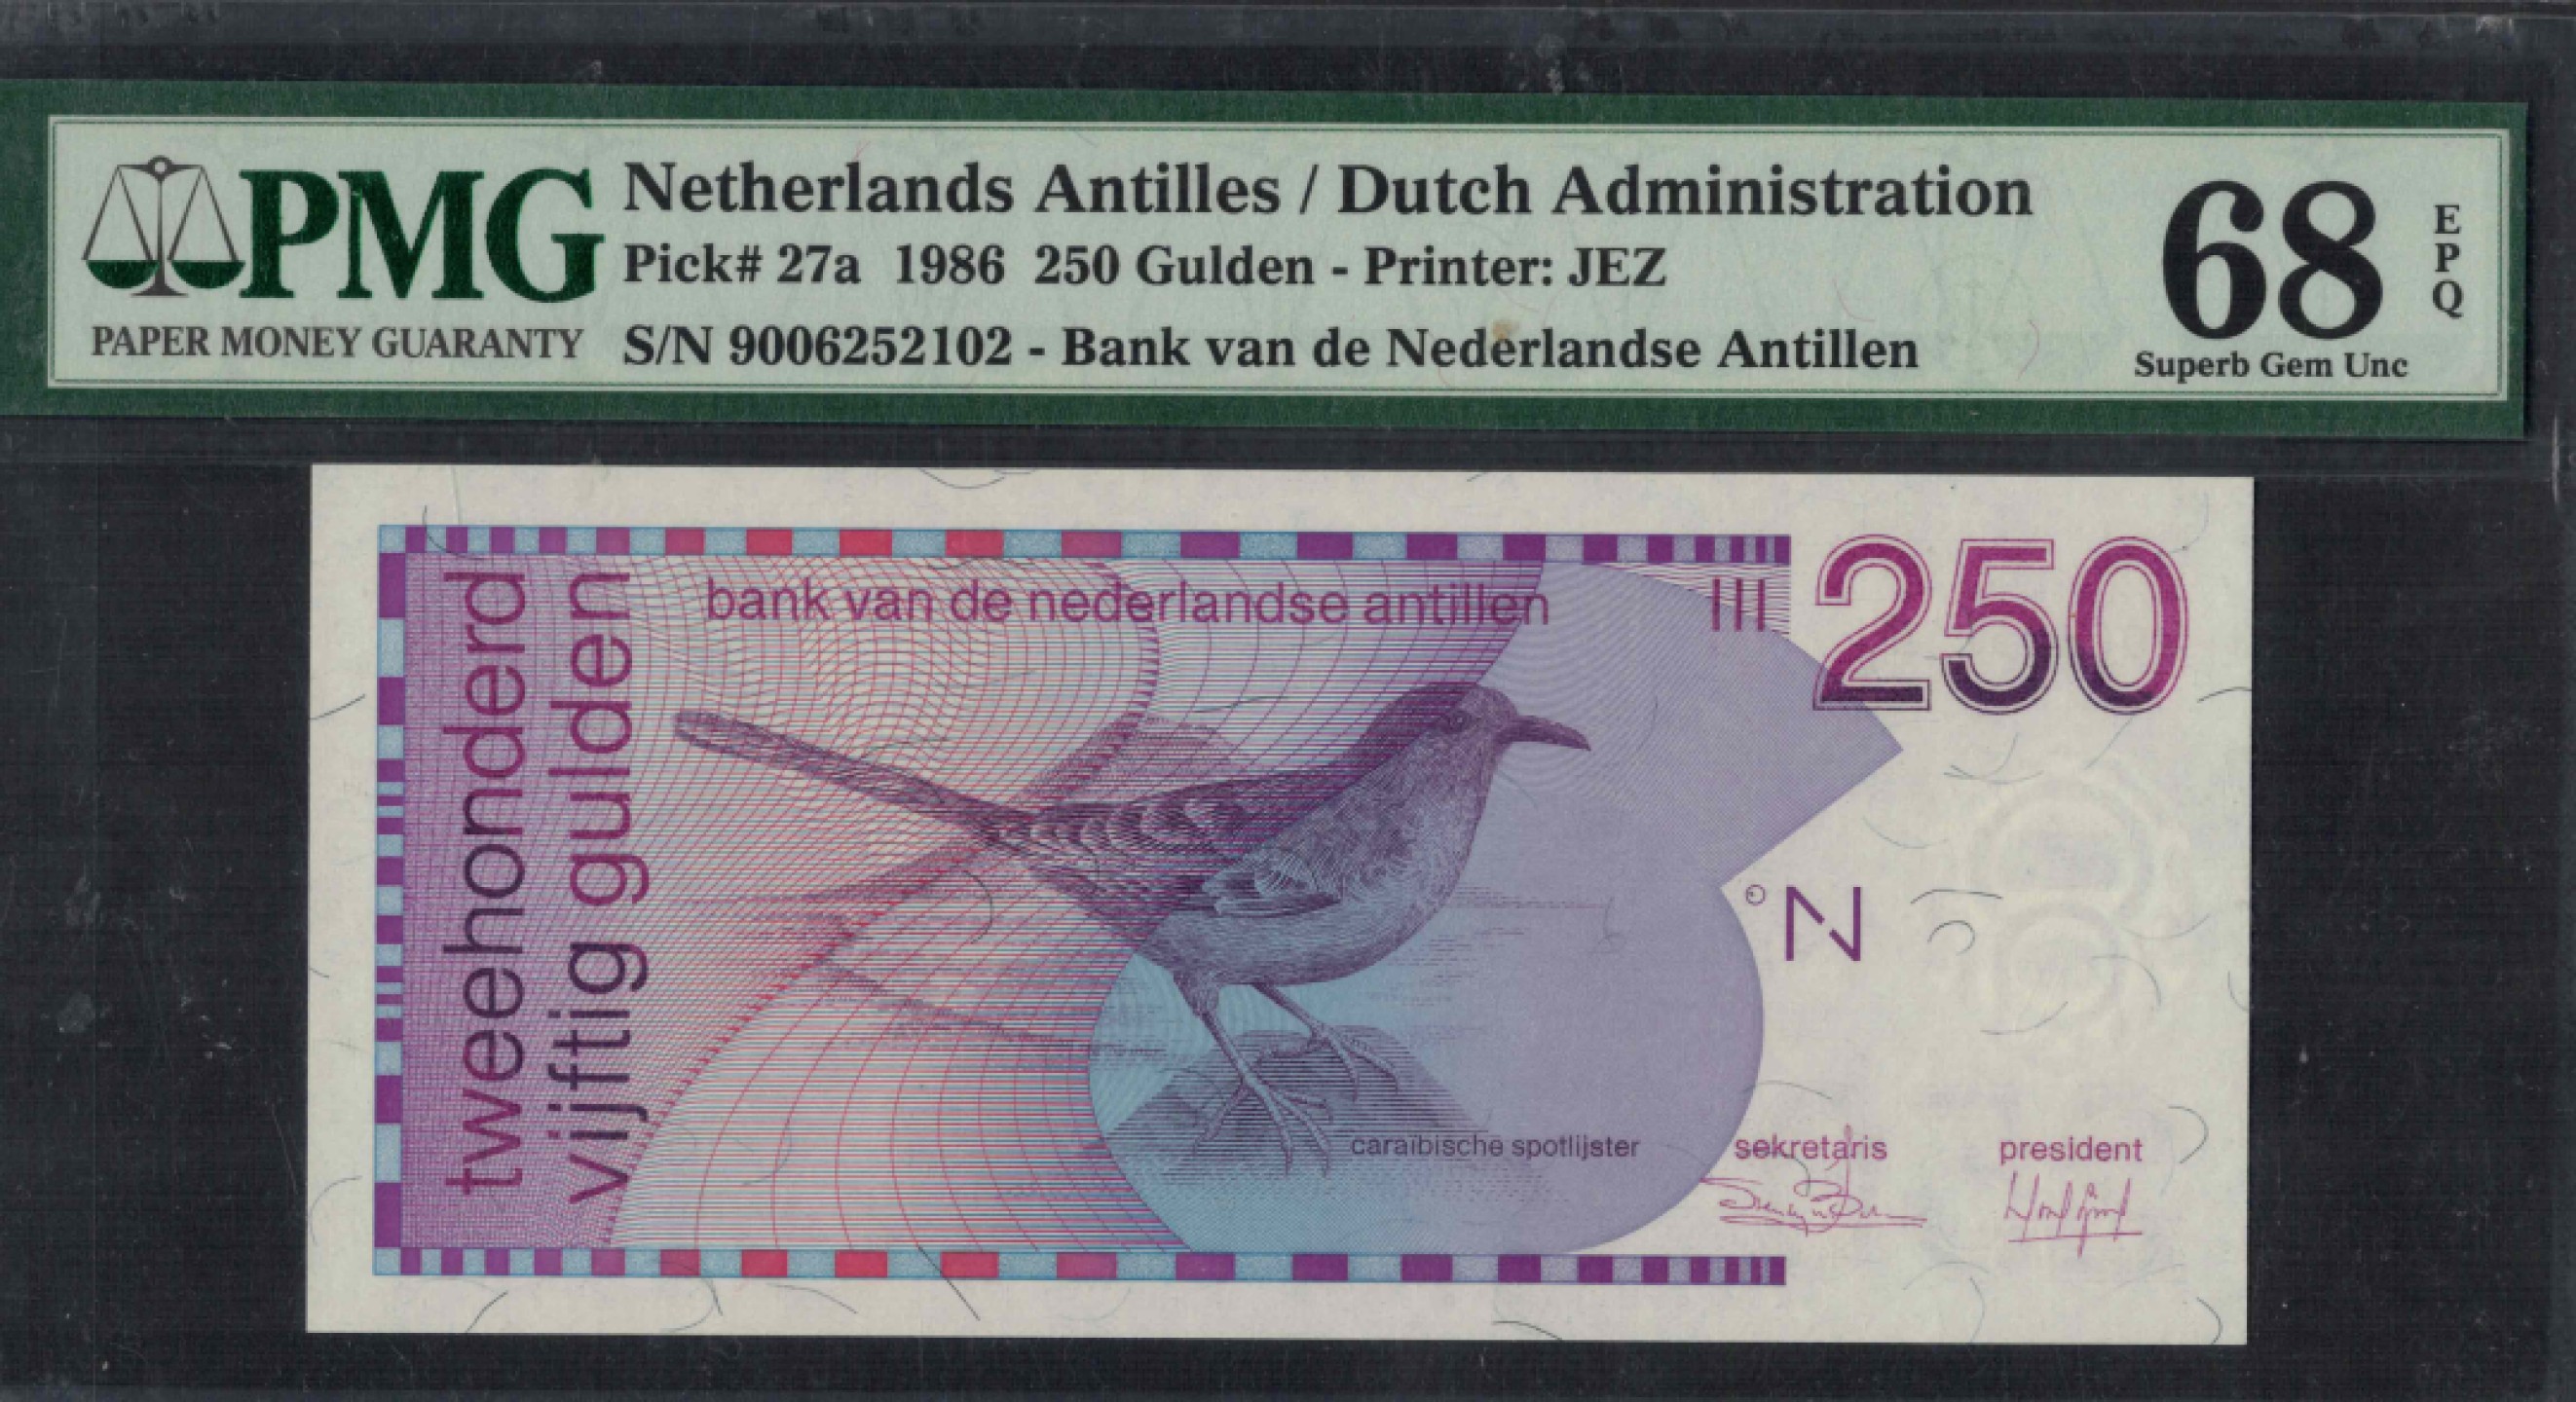 PMG
PAPER MONEY GUARANTY
Netherlands Antilles / Dutch Administration
Pick# 27a 1986 250 Gulden - Printer: JEZ
S/N 9006252102 - Bank van de Nederlandse Antillen
68
EPQ
Superb Gem Unc
tweehonderd
vijftig gulden
bank van de nederlandse antillen
250
°N
caraïbische spotlijster
sekretaris
president